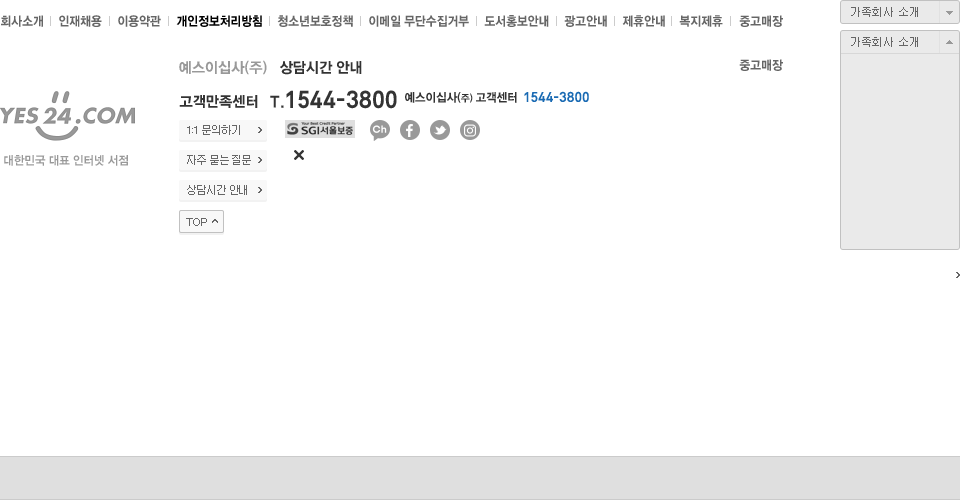 회사소개 인재채용 이용약관 개인정보처리방침 청소년보호정책 이메일 무단수집거부 도서홍보안내 광고안내 제휴안내 복지제휴 중고매장
가족회사 소개
가족회사 소개
예스이십사(주) 상담시간 안내
중고매장
고객만족센터 T.1544-3800 예스이십사(주) 고객센터 1544-3800
YES24.COM
대한민국 대표 인터넷 서점
1:1 문의하기
Your Best Credit Partner
SGI서울보증
Ch
자주 묻는 질문
상담시간 안내
TOP